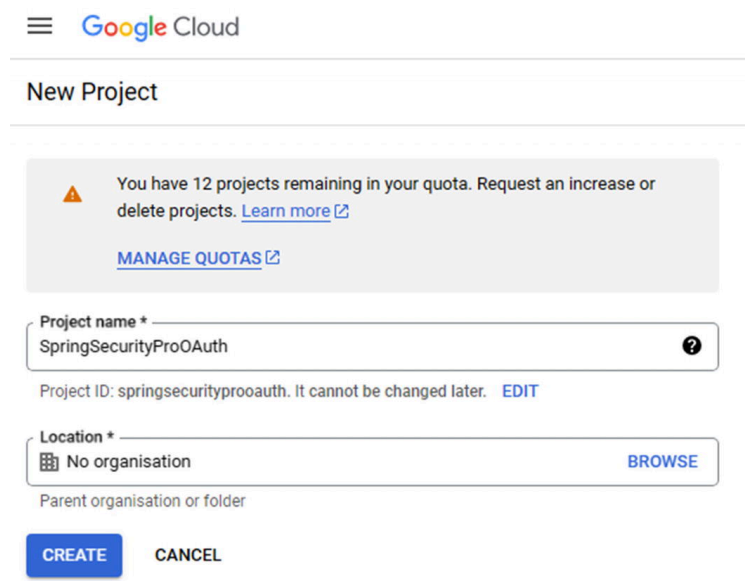 Google Cloud
New Project
You have 12 projects remaining in your quota. Request an increase or
delete projects. Learn more
MANAGE QUOTAS
Project name *
SpringSecurityProOAuth
Project ID: springsecurityprooauth. It cannot be changed later. EDIT
Location *
No organisation BROWSE
Parent organisation or folder
CREATE CANCEL